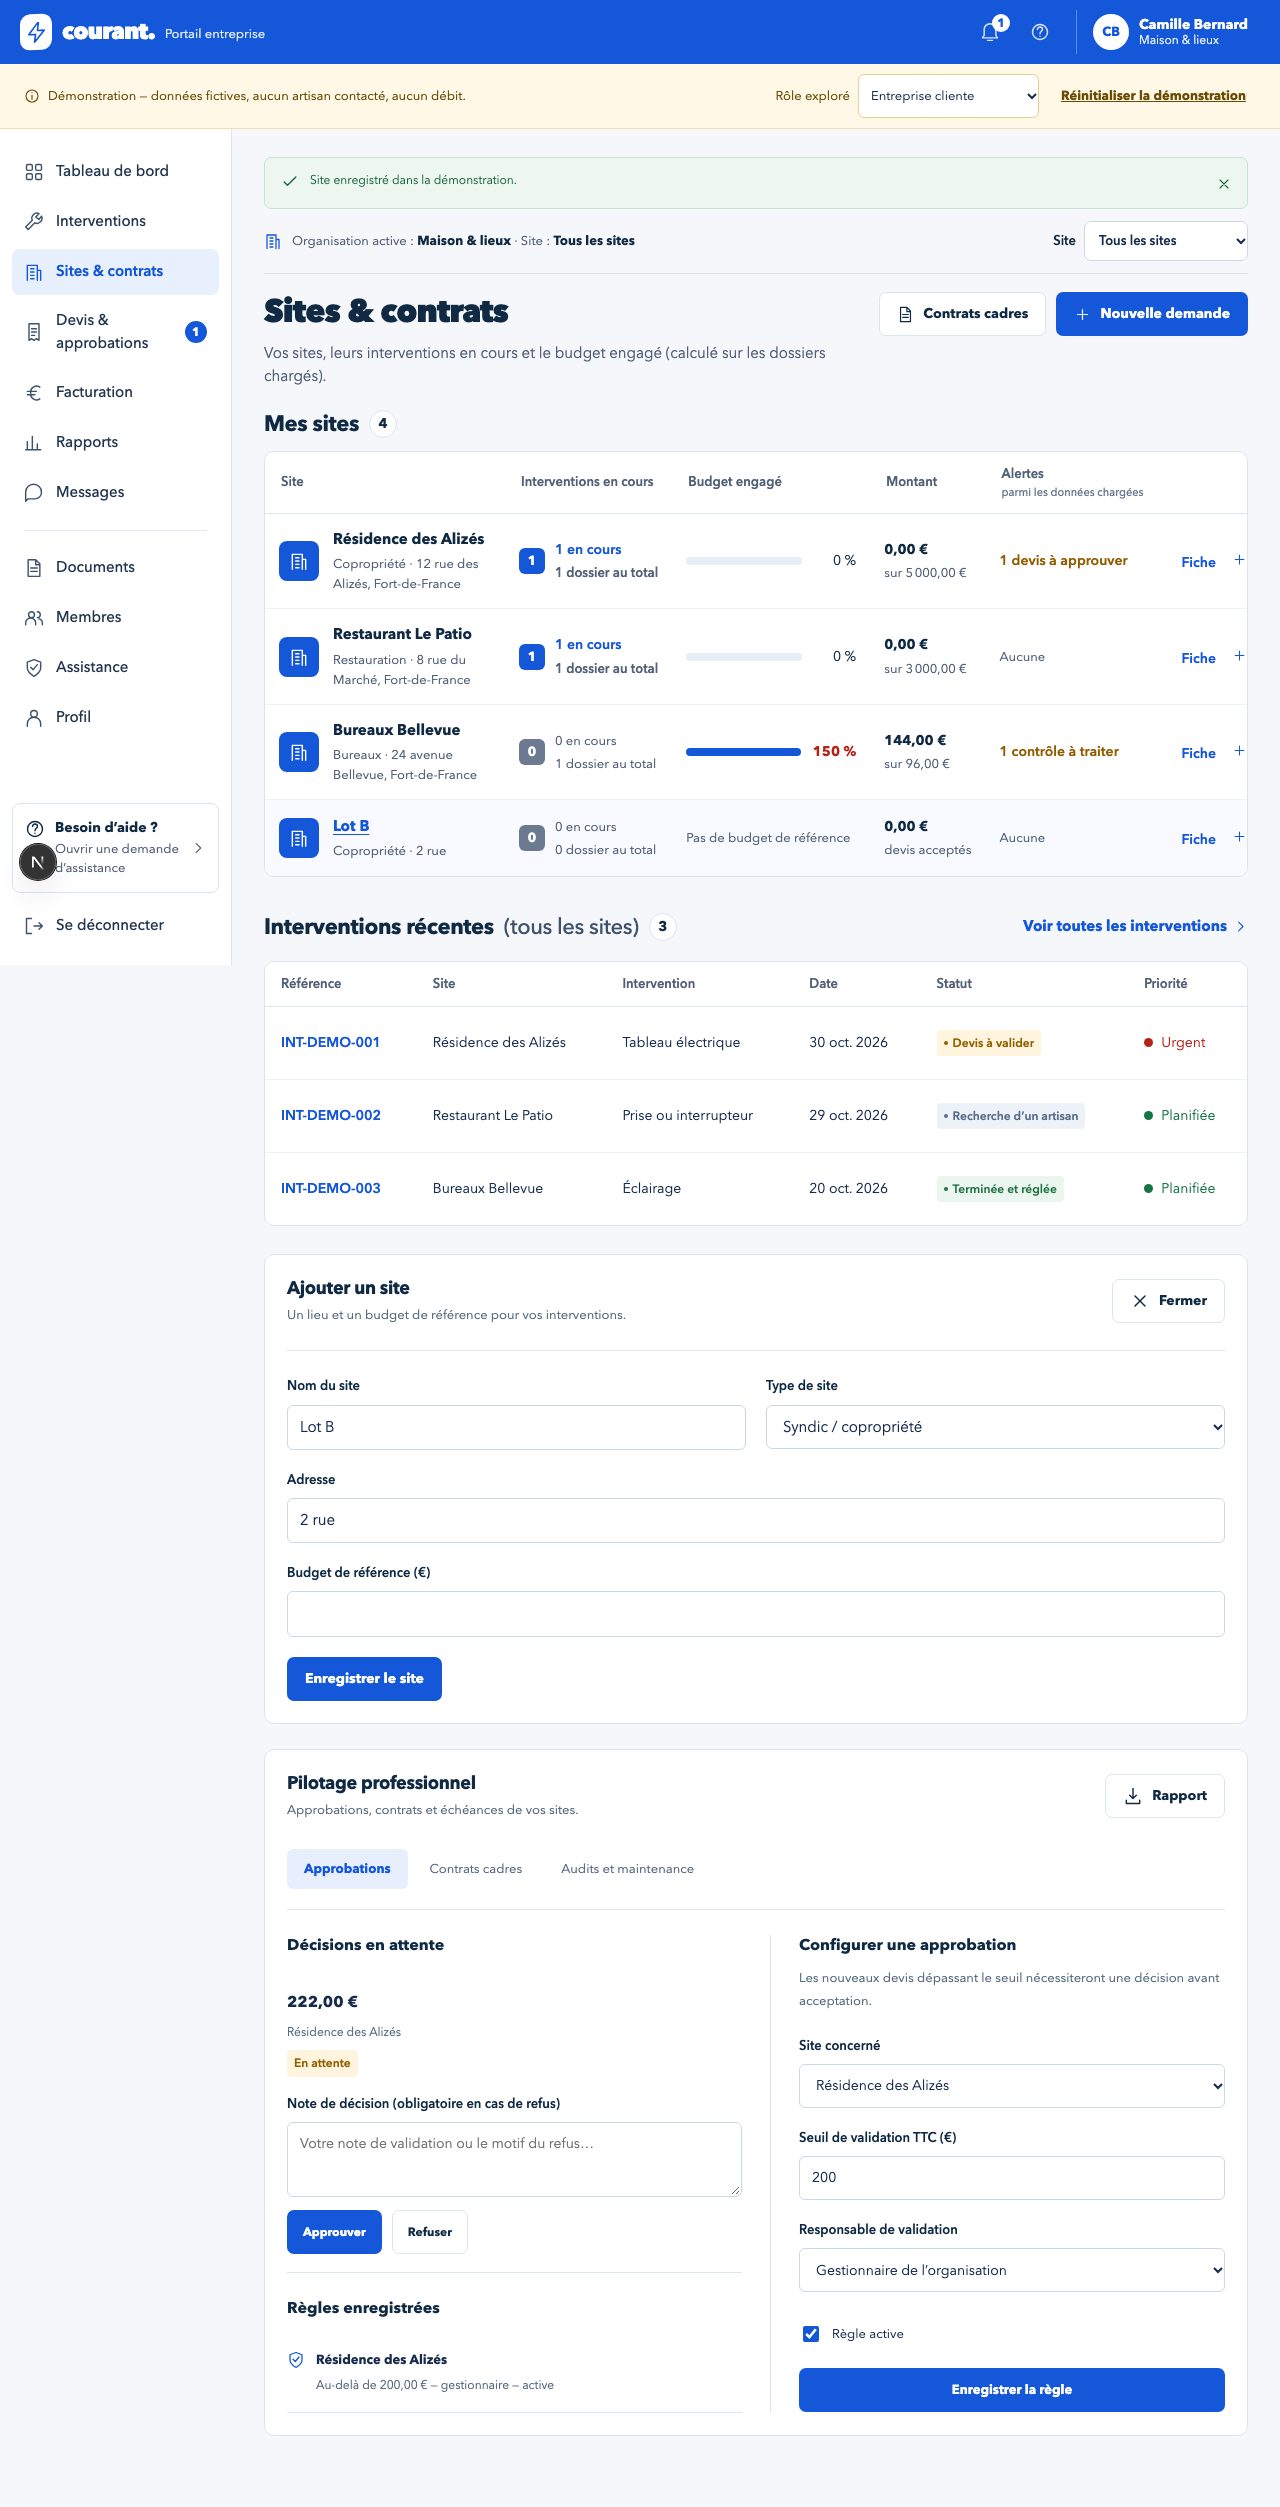 courant. Portail entreprise
1
CB
Camille Bernard
Maison & lieux
Démonstration – données fictives, aucun artisan contacté, aucun débit.
Rôle exploré
Entreprise cliente
Réinitialiser la démonstration
Tableau de bord
Interventions
Sites & contrats
Devis &
approbations
1
Facturation
Rapports
Messages
Documents
Membres
Assistance
Profil
Besoin d’aide ?
Ouvrir une demande
d’assistance
N
Se déconnecter
Site enregistré dans la démonstration.
Organisation active : Maison & lieux · Site : Tous les sites
Site
Tous les sites
Sites & contrats
Contrats cadres
Nouvelle demande
Vos sites, leurs interventions en cours et le budget engagé (calculé sur les dossiers
chargés).
Mes sites 4
Site
Interventions en cours
Budget engagé
Montant
Alertes
parmi les données chargées
Résidence des Alizés
Copropriété · 12 rue des
Alizés, Fort-de-France
1
1 en cours
1 dossier au total
0 %
0,00 €
sur 5 000,00 €
1 devis à approuver
Fiche
Restaurant Le Patio
Restauration · 8 rue du
Marché, Fort-de-France
1
1 en cours
1 dossier au total
0 %
0,00 €
sur 3 000,00 €
Aucune
Fiche
Bureaux Bellevue
Bureaux · 24 avenue
Bellevue, Fort-de-France
0
0 en cours
1 dossier au total
150 %
144,00 €
sur 96,00 €
1 contrôle à traiter
Fiche
Lot B
Copropriété · 2 rue
0
0 en cours
0 dossier au total
Pas de budget de référence
0,00 €
devis acceptés
Aucune
Fiche
Interventions récentes (tous les sites) 3
Voir toutes les interventions
Référence Site Intervention Date Statut Priorité
INT-DEMO-001 Résidence des Alizés Tableau électrique 30 oct. 2026 • Devis à valider Urgent
INT-DEMO-002 Restaurant Le Patio Prise ou interrupteur 29 oct. 2026 • Recherche d’un artisan Planifiée
INT-DEMO-003 Bureaux Bellevue Éclairage 20 oct. 2026 • Terminée et réglée Planifiée
Ajouter un site
Un lieu et un budget de référence pour vos interventions.
Fermer
Nom du site
Lot B
Type de site
Syndic / copropriété
Adresse
2 rue
Budget de référence (€)
Enregistrer le site
Pilotage professionnel
Approbations, contrats et échéances de vos sites.
Rapport
Approbations
Contrats cadres
Audits et maintenance
Décisions en attente
222,00 €
Résidence des Alizés
En attente
Note de décision (obligatoire en cas de refus)
Votre note de validation ou le motif du refus…
Approuver
Refuser
Règles enregistrées
Résidence des Alizés
Au-delà de 200,00 € – gestionnaire – active
Configurer une approbation
Les nouveaux devis dépassant le seuil nécessiteront une décision avant
acceptation.
Site concerné
Résidence des Alizés
Seuil de validation TTC (€)
200
Responsable de validation
Gestionnaire de l’organisation
Règle active
Enregistrer la règle